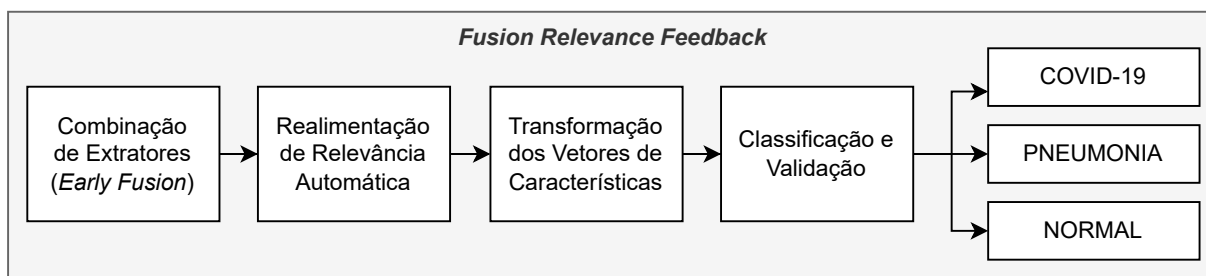 Fusion Relevance Feedback
Combinação
de Extratores
(Early Fusion)
Realimentação
de Relevância
Automática
Transformação
dos Vetores de
Características
Classificação e
Validação
COVID-19
PNEUMONIA
NORMAL